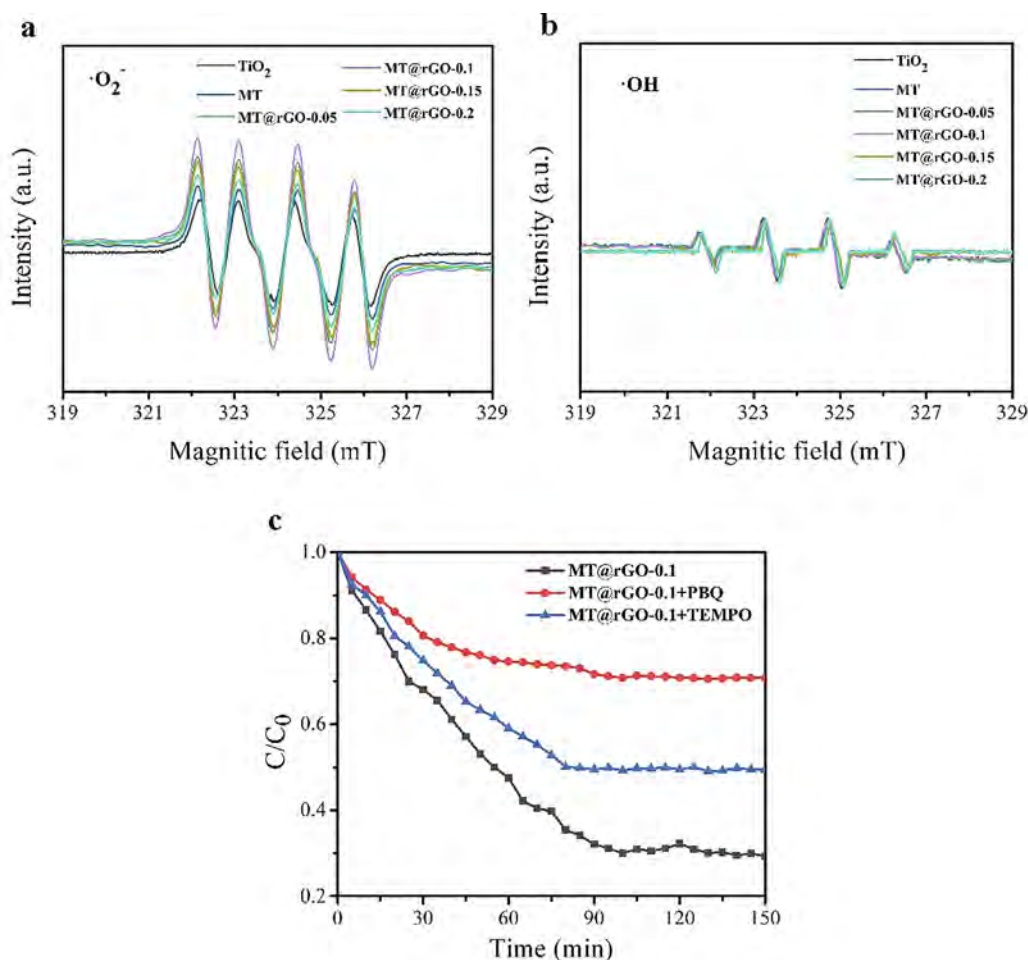 a
·O2-
TiO2
MT
MT@rGO-0.05
MT@rGO-0.1
MT@rGO-0.15
MT@rGO-0.2
Intensity (a.u.)
319 321 323 325 327 329
Magnitic field (mT)
b
·OH
TiO2
MT
MT@rGO-0.05
MT@rGO-0.1
MT@rGO-0.15
MT@rGO-0.2
Intensity (a.u.)
319 321 323 325 327 329
Magnitic field (mT)
c
MT@rGO-0.1
MT@rGO-0.1+PBQ
MT@rGO-0.1+TEMPO
C/C0
1.0
0.8
0.6
0.4
0.2
0 30 60 90 120 150
Time (min)